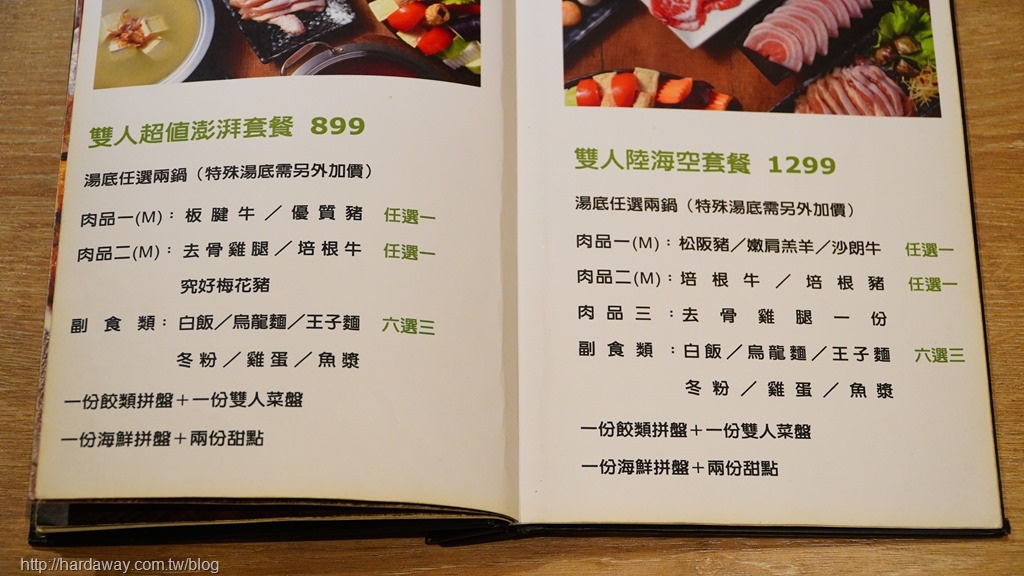 雙人超值澎湃套餐 899
湯底任選兩鍋（特殊湯底需另外加價）
肉品一(M)：板腱牛／優質豬 任選一
肉品二(M)：去骨雞腿／培根牛 任選一
究好梅花豬
副食類：白飯／烏龍麵／王子麵 六選三
冬粉／雞蛋／魚漿
一份餃類拼盤＋一份雙人菜盤
一份海鮮拼盤＋兩份甜點
雙人陸海空套餐 1299
湯底任選兩鍋（特殊湯底需另外加價）
肉品一(M)：松阪豬／嫩肩羔羊／沙朗牛 任選一
肉品二(M)：培根牛／培根豬 任選一
肉品三：去骨雞腿一份
副食類：白飯／烏龍麵／王子麵 六選三
冬粉／雞蛋／魚漿
一份餃類拼盤＋一份雙人菜盤
一份海鮮拼盤＋兩份甜點
http://hardaway.com.tw/blog